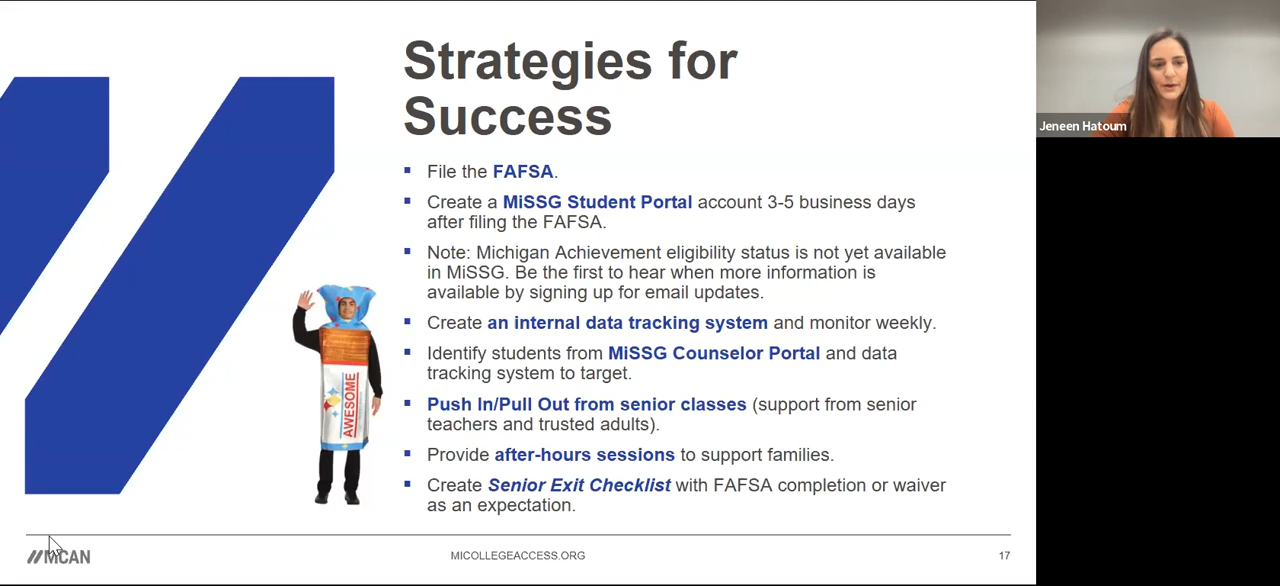 Strategies for
Success
File the FAFSA.
Create a MiSSG Student Portal account 3-5 business days
after filing the FAFSA.
Note: Michigan Achievement eligibility status is not yet available
in MiSSG. Be the first to hear when more information is
available by signing up for email updates.
Create an internal data tracking system and monitor weekly.
Identify students from MiSSG Counselor Portal and data
tracking system to target.
Push In/Pull Out from senior classes (support from senior
teachers and trusted adults).
Provide after-hours sessions to support families.
Create Senior Exit Checklist with FAFSA completion or waiver
as an expectation.
AWESOME
MCAN
MICOLLEGEACCESS.ORG
17
Jeneen Hatoum